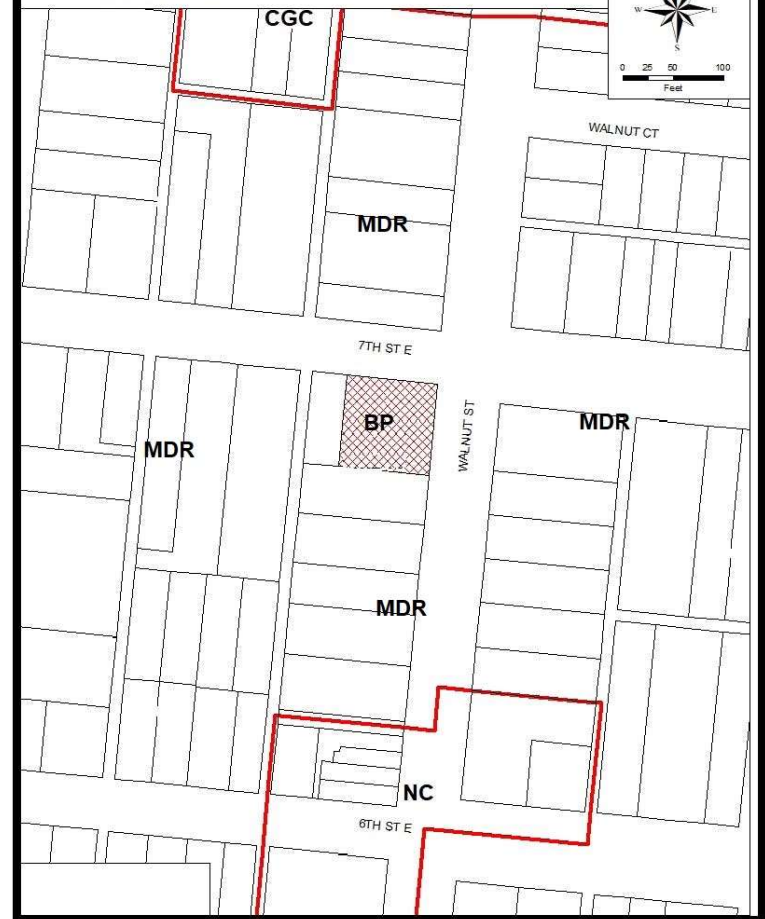 CGC
W E
S
0 25 50 100
Feet
WALNUT CT
MDR
7TH ST E
BP
WALNUT ST
MDR
MDR
MDR
NC
6TH ST E